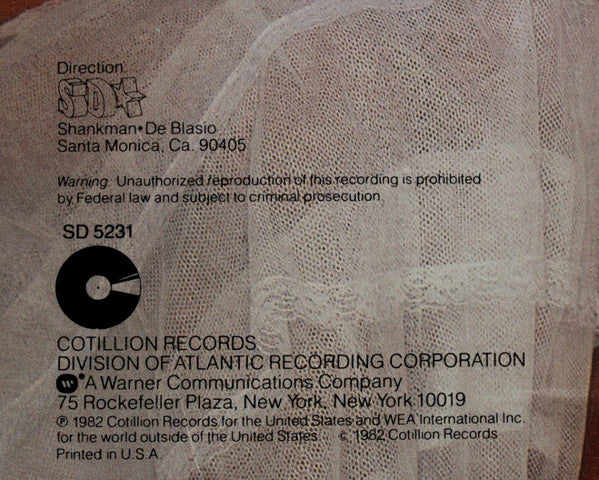 Direction:
SD
Shankman•De Blasio
Santa Monica, Ca. 90405
Warning: Unauthorized reproduction of this recording is prohibited
by Federal law and subject to criminal prosecution.
SD 5231
COTILLION RECORDS
DIVISION OF ATLANTIC RECORDING CORPORATION
A Warner Communications Company
75 Rockefeller Plaza, New York, New York 10019
℗ 1982 Cotillion Records for the United States and WEA International Inc.
for the world outside of the United States. © 1982 Cotillion Records
Printed in U.S.A.